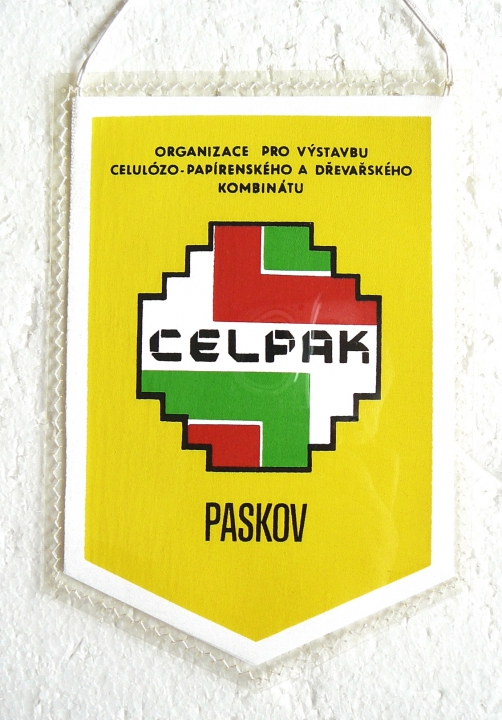 ORGANIZACE PRO VÝSTAVBU
CELULÓZO-PAPÍRENSKÉHO A DŘEVAŘSKÉHO
KOMBINÁTU
CELPAK
PASKOV